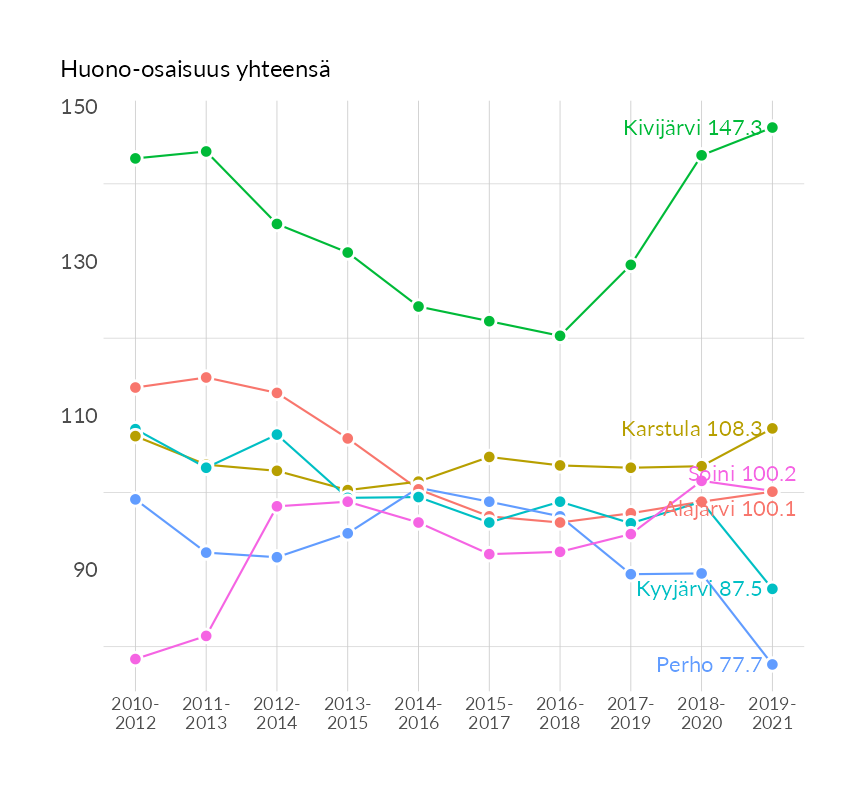 Huono-osaisuus yhteensä
150
Kivijärvi 147.3
130
110
Karstula 108.3
Soini 100.2
Alajärvi 100.1
90
Kyyjärvi 87.5
Perho 77.7
2010- 2011- 2012- 2013- 2014- 2015- 2016- 2017- 2018- 2019-
2012 2013 2014 2015 2016 2017 2018 2019 2020 2021